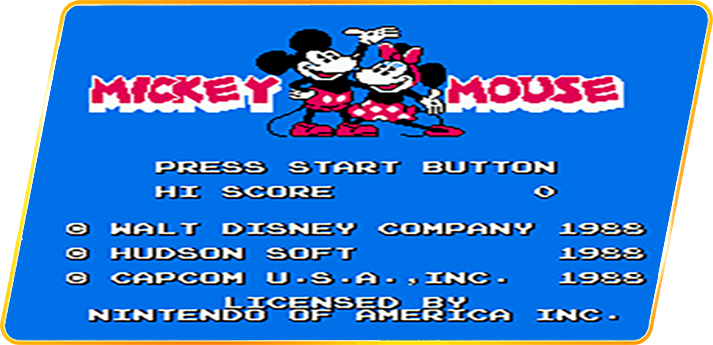 MICKEY MOUSE
PRESS START BUTTON
HI SCORE 0
© WALT DISNEY COMPANY 1988
© HUDSON SOFT 1988
© CAPCOM U.S.A.,INC. 1988
LICENSED BY
NINTENDO OF AMERICA INC.